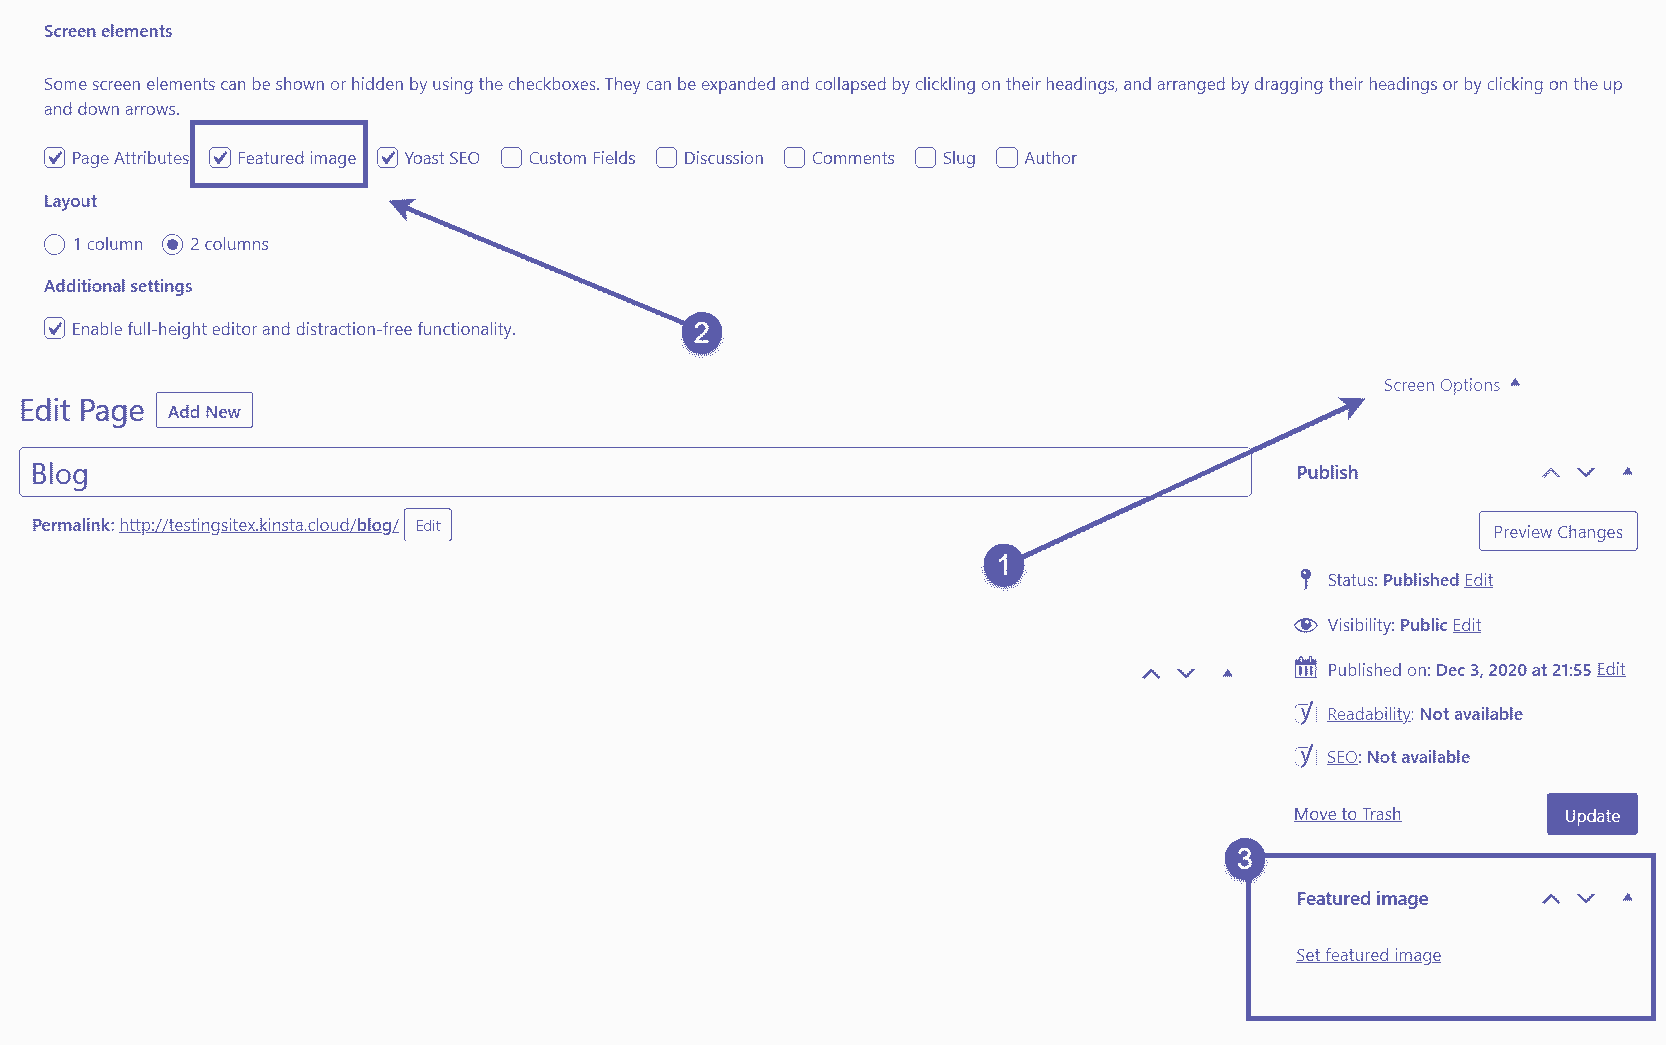 Screen elements
Some screen elements can be shown or hidden by using the checkboxes. They can be expanded and collapsed by clickling on their headings, and arranged by dragging their headings or by clicking on the up
and down arrows.
Page Attributes Featured image Yoast SEO Custom Fields Discussion Comments Slug Author
Layout
1 column 2 columns
Additional settings
Enable full-height editor and distraction-free functionality.
2
Screen Options
Edit Page Add New
Blog
Permalink: http://testingsitex.kinsta.cloud/blog/ Edit
1
Publish
Preview Changes
Status: Published Edit
Visibility: Public Edit
Published on: Dec 3, 2020 at 21:55 Edit
Readability: Not available
SEO: Not available
Move to Trash Update
3
Featured image
Set featured image